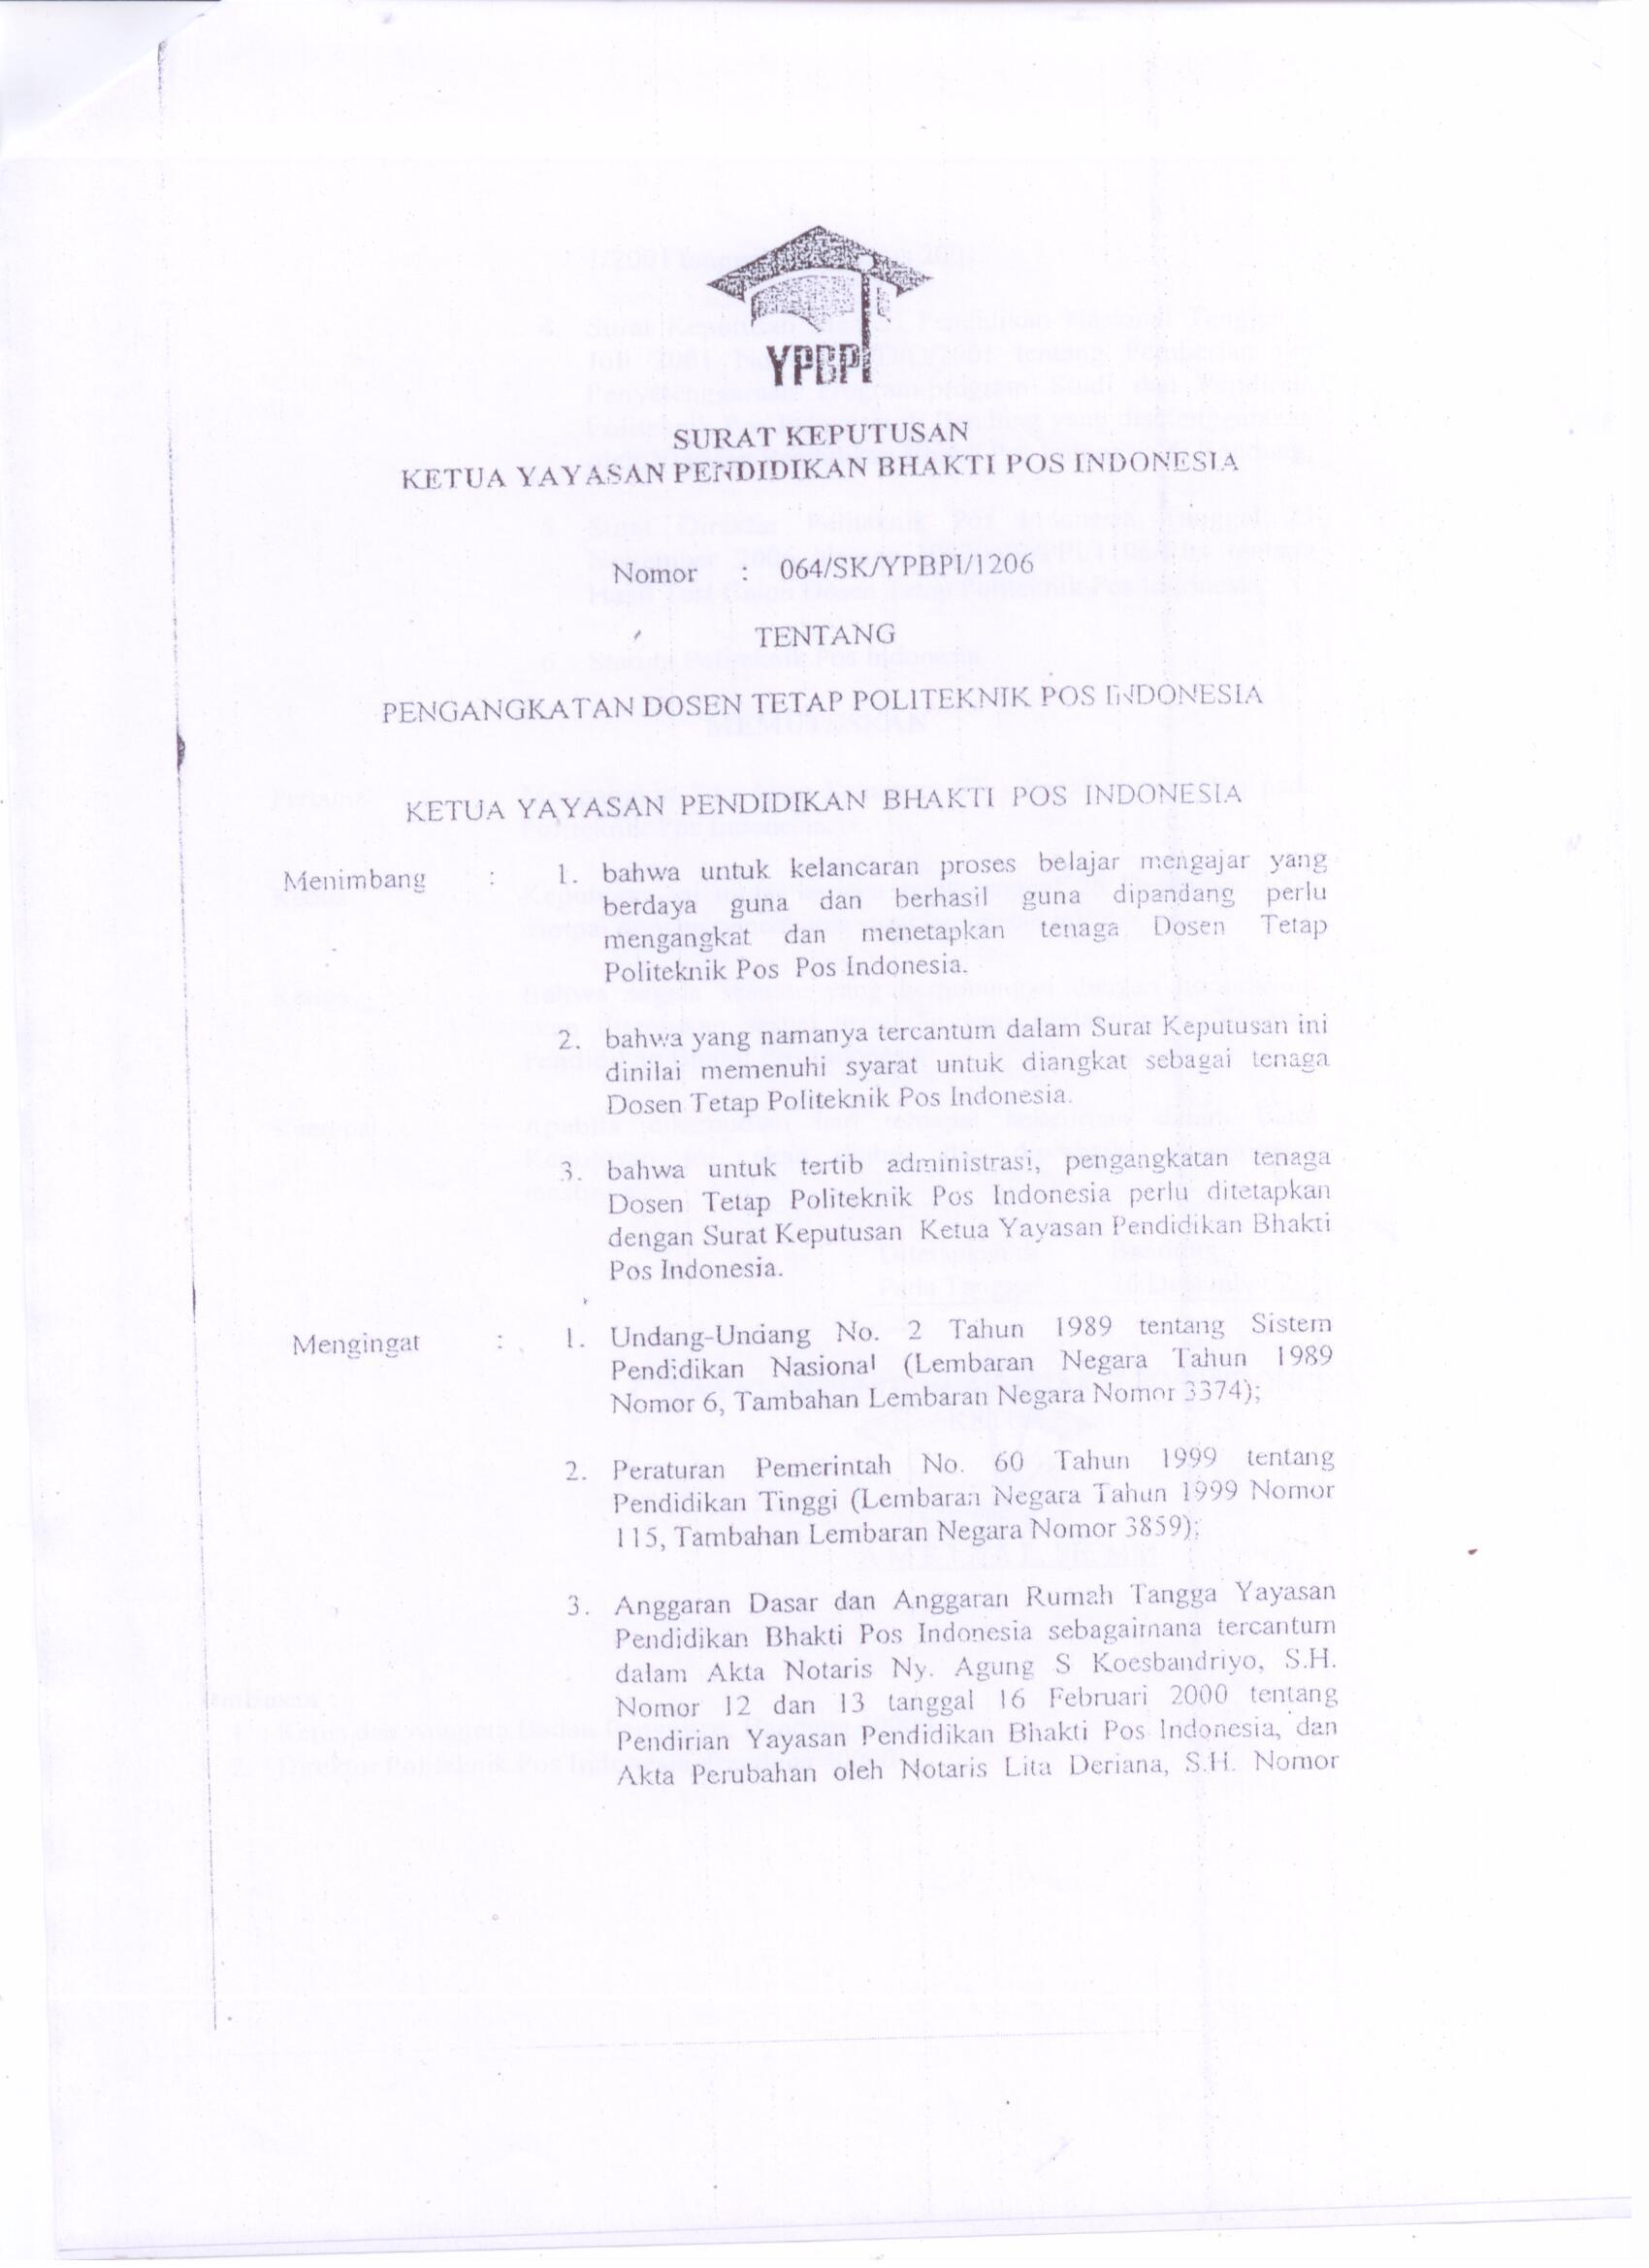 YPBPI
SURAT KEPUTUSAN
KETUA YAYASAN PENDIDIKAN BHAKTI POS INDONESIA
Nomor : 064/SK/YPBPI/1206
TENTANG
PENGANGKATAN DOSEN TETAP POLITEKNIK POS INDONESIA
KETUA YAYASAN PENDIDIKAN BHAKTI POS INDONESIA
Menimbang : 1. bahwa untuk kelancaran proses belajar mengajar yang
berdaya guna dan berhasil guna dipandang perlu
mengangkat dan menetapkan tenaga Dosen Tetap
Politeknik Pos Pos Indonesia.
2. bahwa yang namanya tercantum dalam Surat Keputusan ini
dinilai memenuhi syarat untuk diangkat sebagai tenaga
Dosen Tetap Politeknik Pos Indonesia.
3. bahwa untuk tertib administrasi, pengangkatan tenaga
Dosen Tetap Politeknik Pos Indonesia perlu ditetapkan
dengan Surat Keputusan Ketua Yayasan Pendidikan Bhakti
Pos Indonesia.
Mengingat : 1. Undang-Undang No. 2 Tahun 1989 tentang Sistem
Pendidikan Nasional (Lembaran Negara Tahun 1989
Nomor 6, Tambahan Lembaran Negara Nomor 3374);
2. Peraturan Pemerintah No. 60 Tahun 1999 tentang
Pendidikan Tinggi (Lembaran Negara Tahun 1999 Nomor
115, Tambahan Lembaran Negara Nomor 3859);
3. Anggaran Dasar dan Anggaran Rumah Tangga Yayasan
Pendidikan Bhakti Pos Indonesia sebagaimana tercantum
dalam Akta Notaris Ny. Agung S Koesbandriyo, S.H.
Nomor 12 dan 13 tanggal 16 Februari 2000 tentang
Pendirian Yayasan Pendidikan Bhakti Pos Indonesia, dan
Akta Perubahan oleh Notaris Lita Deriana, S.H. Nomor